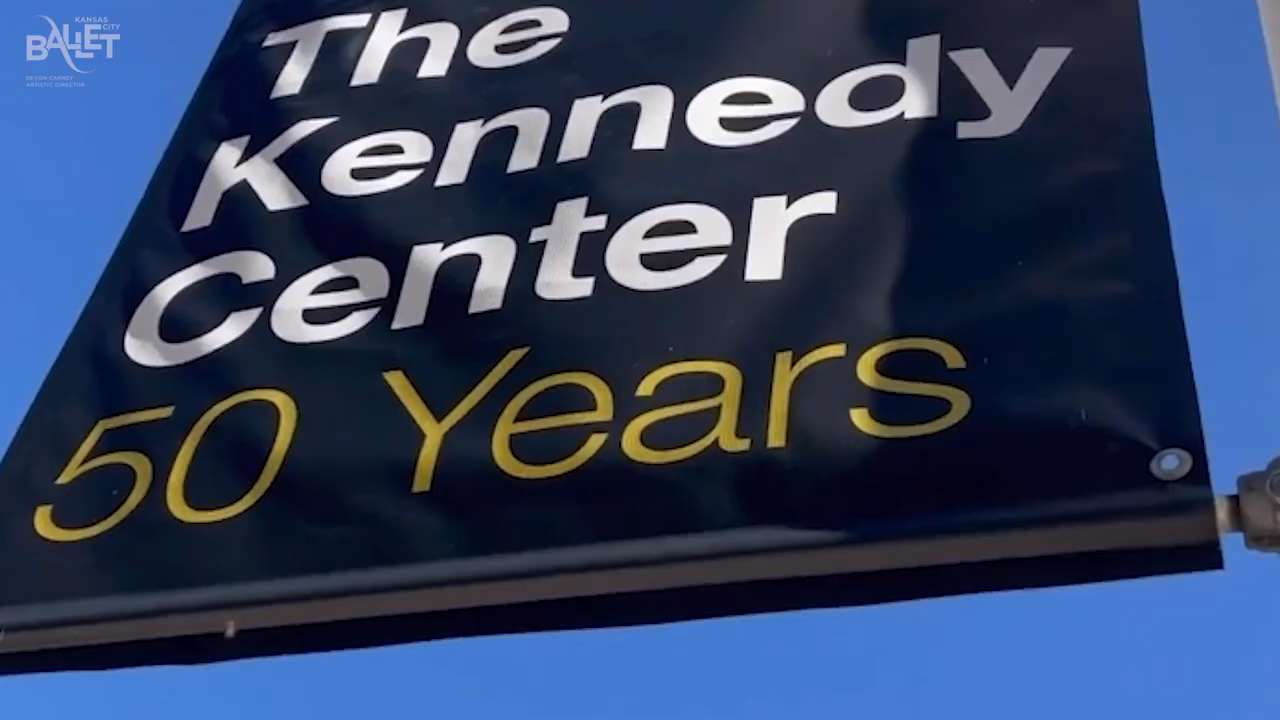 KANSAS CITY
BALLET
DEVON CARNEY
ARTISTIC DIRECTOR
The
Kennedy
Center
50 Years